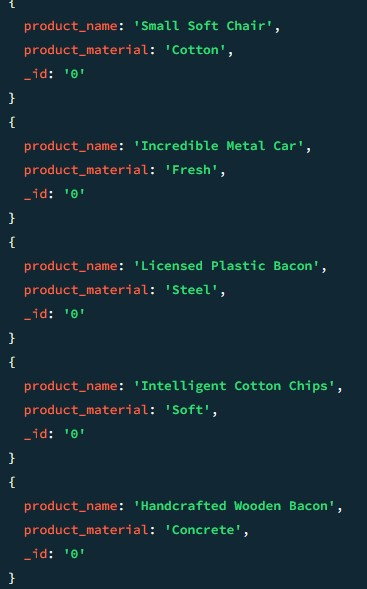 {
product_name: 'Small Soft Chair',
product_material: 'Cotton',
_id: '0'
}
{
product_name: 'Incredible Metal Car',
product_material: 'Fresh',
_id: '0'
}
{
product_name: 'Licensed Plastic Bacon',
product_material: 'Steel',
_id: '0'
}
{
product_name: 'Intelligent Cotton Chips',
product_material: 'Soft',
_id: '0'
}
{
product_name: 'Handcrafted Wooden Bacon',
product_material: 'Concrete',
_id: '0'
}